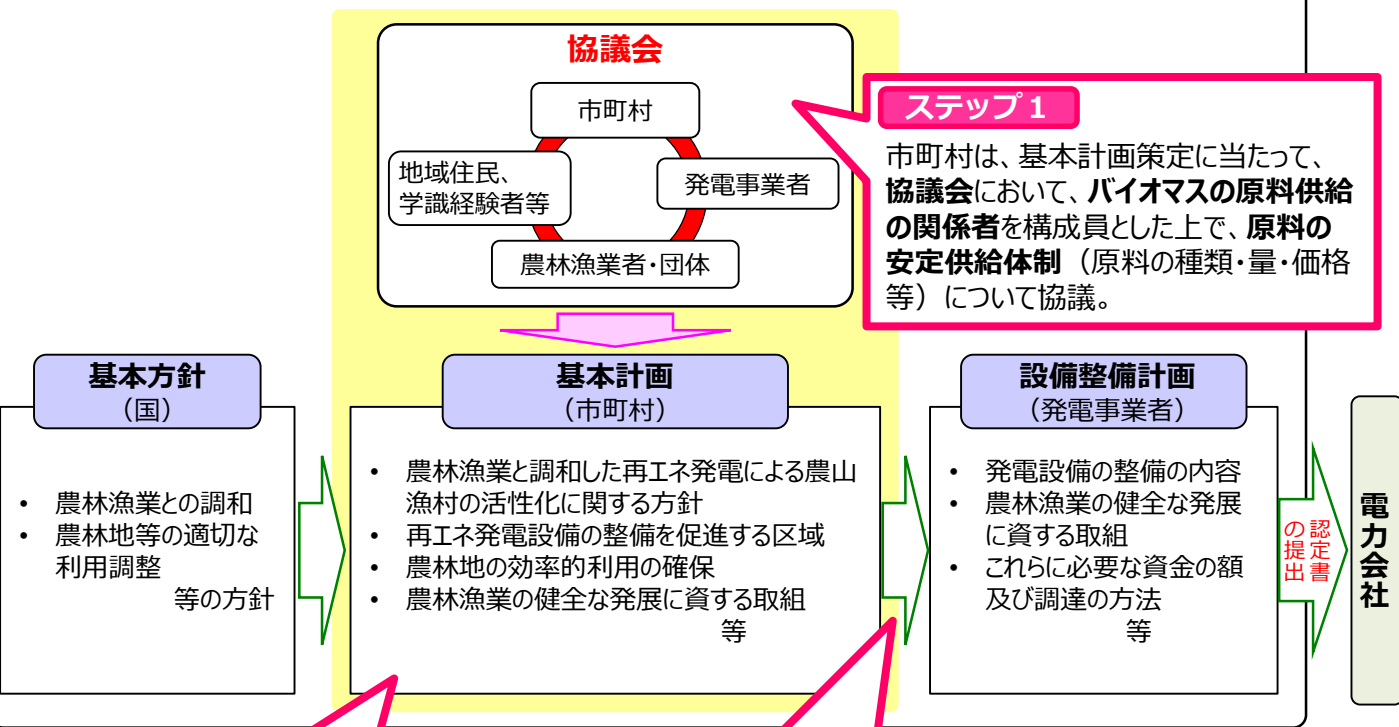 協議会
市町村
地域住民、
学識経験者等
発電事業者
農林漁業者・団体
ステップ１
市町村は、基本計画策定に当たって、
協議会において、バイオマスの原料供給
の関係者を構成員とした上で、原料の
安定供給体制（原料の種類・量・価格
等）について協議。
基本方針
（国）
• 農林漁業との調和
• 農林地等の適切な
利用調整
等の方針
基本計画
（市町村）
• 農林漁業と調和した再エネ発電による農山
漁村の活性化に関する方針
• 再エネ発電設備の整備を促進する区域
• 農林地の効率的利用の確保
• 農林漁業の健全な発展に資する取組
等
設備整備計画
（発電事業者）
• 発電設備の整備の内容
• 農林漁業の健全な発展
に資する取組
• これらに必要な資金の額
及び調達の方法
等
認定書
の提出
電力会社